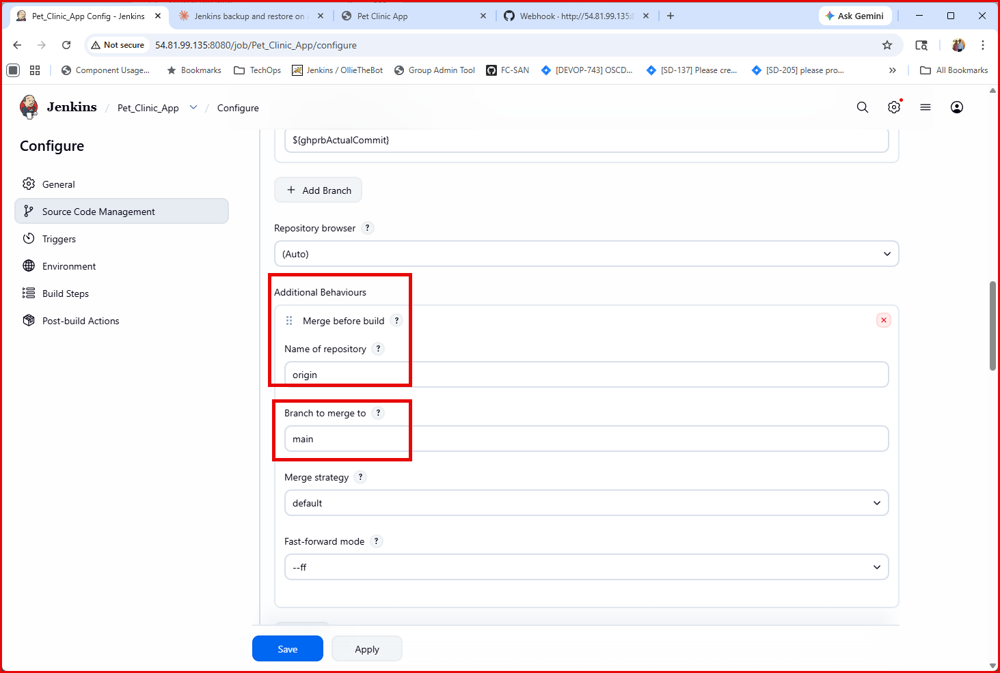 Pet_Clinic_App Config - Jenkins
Jenkins backup and restore on
Pet Clinic App
Webhook · http://54.81.99.135:8
Ask Gemini
Not secure
54.81.99.135:8080/job/Pet_Clinic_App/configure
Component Usage...
Bookmarks
TechOps
Jenkins / OllieTheBot
Group Admin Tool
FC-SAN
[DEVOP-743] OSCD...
[SD-137] Please cre...
[SD-205] please pro...
All Bookmarks
Jenkins / Pet_Clinic_App / Configure
Configure
General
Source Code Management
Triggers
Environment
Build Steps
Post-build Actions
${ghprbActualCommit}
+ Add Branch
Repository browser ?
(Auto)
Additional Behaviours
Merge before build ?
Name of repository ?
origin
Branch to merge to ?
main
Merge strategy ?
default
Fast-forward mode ?
--ff
Save
Apply